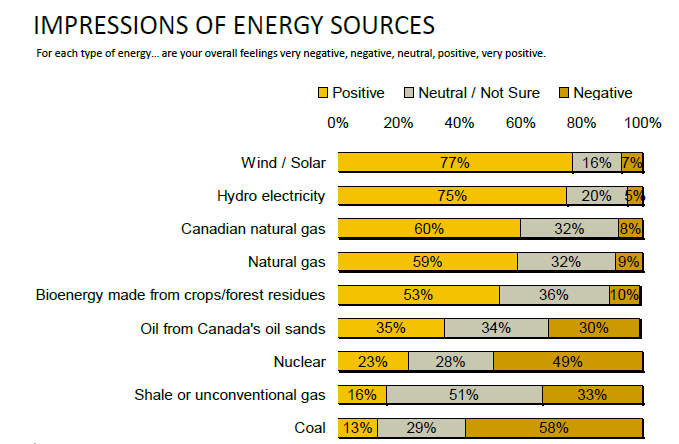 IMPRESSIONS OF ENERGY SOURCES
For each type of energy... are your overall feelings very negative, negative, neutral, positive, very positive.
Positive Neutral / Not Sure Negative
0% 20% 40% 60% 80% 100%
Wind / Solar 77% 16% 7%
Hydro electricity 75% 20% 5%
Canadian natural gas 60% 32% 8%
Natural gas 59% 32% 9%
Bioenergy made from crops/forest residues 53% 36% 10%
Oil from Canada's oil sands 35% 34% 30%
Nuclear 23% 28% 49%
Shale or unconventional gas 16% 51% 33%
Coal 13% 29% 58%